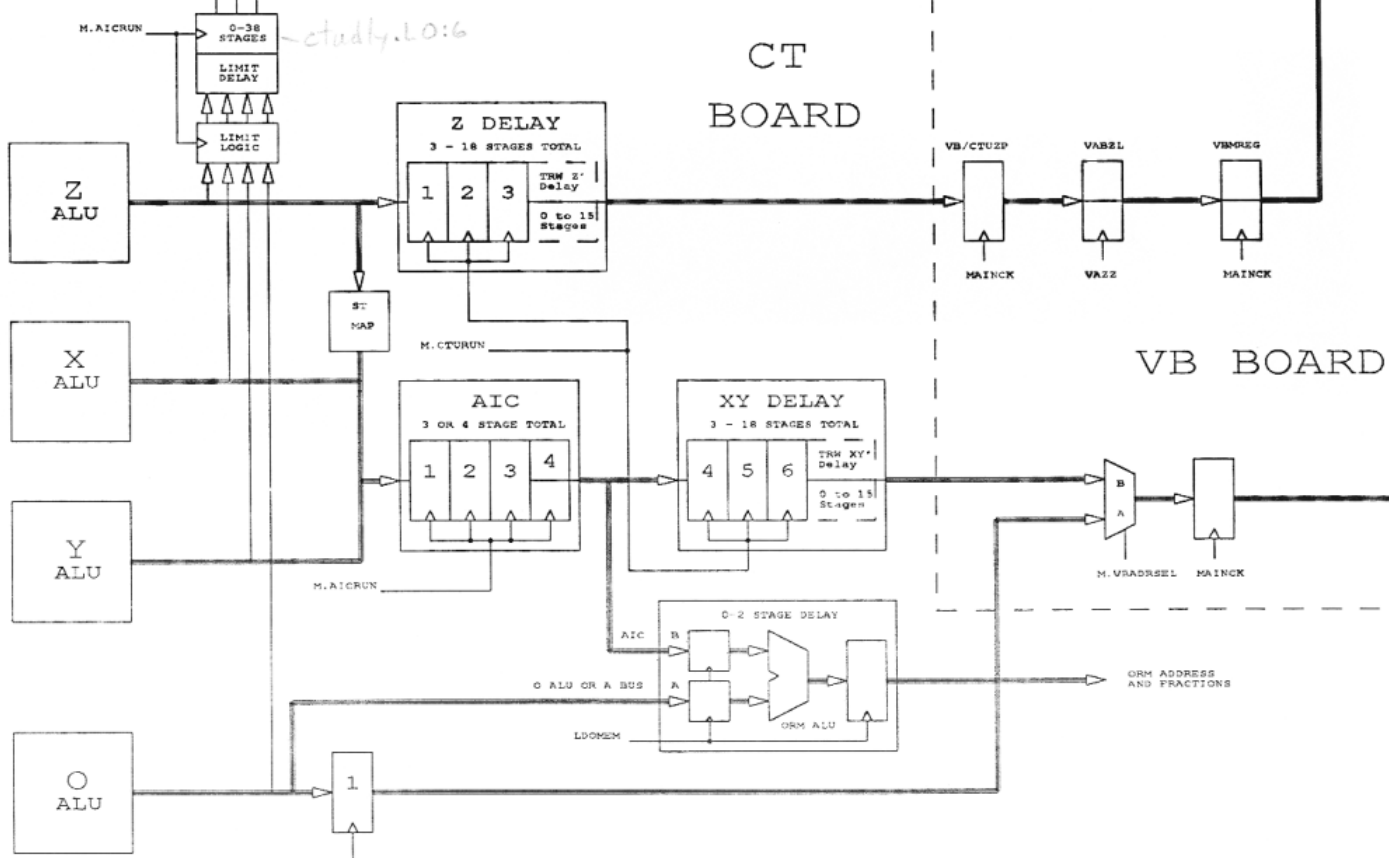 M.AICRUN
0-38
STAGES
ctudly.LO:6
LIMIT
DELAY
LIMIT
LOGIC
CT
BOARD
Z
ALU
Z DELAY
3 - 18 STAGES TOTAL
1 2 3
TRW Z'
Delay
0 to 15
Stages
VB/CTUZP
VABZL
VBMREG
MAINCK
VAZZ
MAINCK
ST
MAP
M.CTURUN
X
ALU
VB BOARD
AIC
3 OR 4 STAGE TOTAL
1 2 3 4
XY DELAY
3 - 18 STAGES TOTAL
4 5 6
TRW XY'
Delay
0 to 15
Stages
B
A
Y
ALU
M.AICRUN
M.VBADRSEL
MAINCK
0-2 STAGE DELAY
AIC B
O ALU OR A BUS A
ORM ALU
LDOMEM
ORM ADDRESS
AND FRACTIONS
O
ALU
1